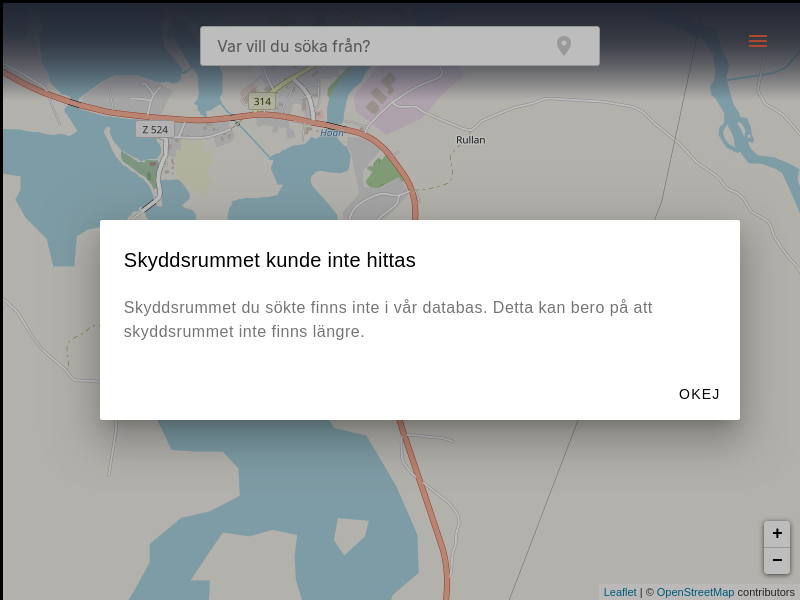 Var vill du söka från?
314
Z 524
Hoan
Rullan
Skyddsrummet kunde inte hittas
Skyddsrummet du sökte finns inte i vår databas. Detta kan bero på att
skyddsrummet inte finns längre.
OKEJ
+
−
Leaflet | © OpenStreetMap contributors